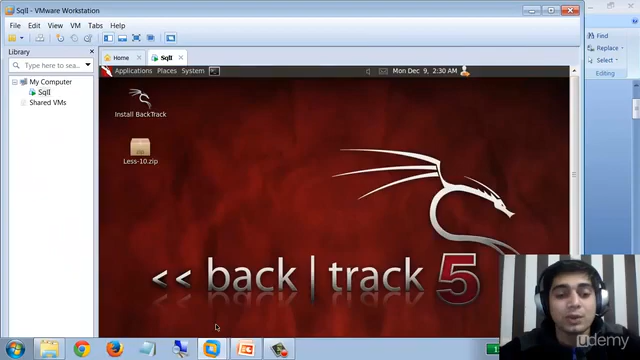 SqlI - VMware Workstation
File Edit View VM Tabs Help
Library
Type here to sear...
My Computer
SqlI
Shared VMs
Home
SqlI
Applications Places System
Mon Dec 9, 2:30 AM
Install BackTrack
Less-10.zip
<< back | track 5
Find
Replace
Select
Editing
udemy